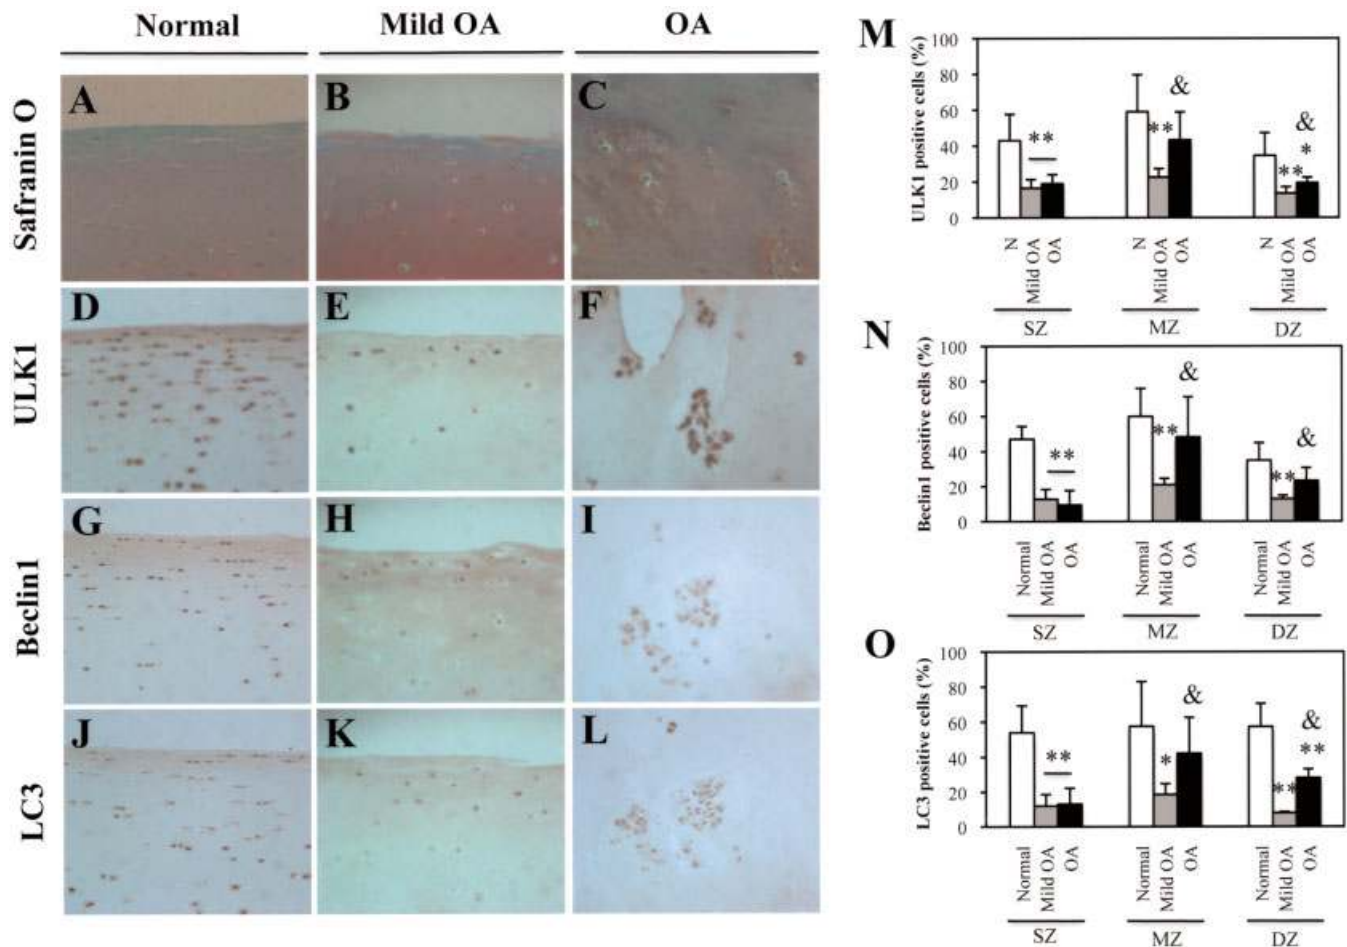 Normal Mild OA OA
Safranin O
A B C
ULK1
D E F
Beclin1
G H I
LC3
J K L
M
ULK1 positive cells (%)
100
80
60
40
20
0
**
**
&
**
&
*
N Mild OA OA N Mild OA OA N Mild OA OA
SZ MZ DZ
N
Beclin1 positive cells (%)
100
80
60
40
20
0
**
**
&
**
&
Normal Mild OA OA Normal Mild OA OA Normal Mild OA OA
SZ MZ DZ
O
LC3 positive cells (%)
100
80
60
40
20
0
**
*
&
**
&
**
Normal Mild OA OA Normal Mild OA OA Normal Mild OA OA
SZ MZ DZ